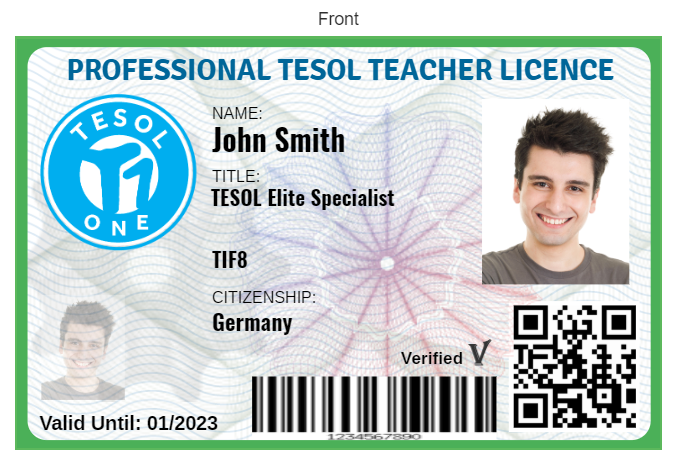 Front
PROFESSIONAL TESOL TEACHER LICENCE
TESOL
ONE
NAME:
John Smith
TITLE:
TESOL Elite Specialist
TIF8
CITIZENSHIP:
Germany
Verified V
1234567890
Valid Until: 01/2023